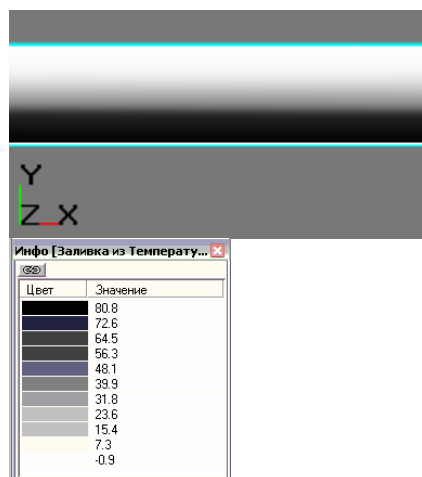 Y
Z X
Инфо [Заливка из Температу...
Цвет Значение
80.8
72.6
64.5
56.3
48.1
39.9
31.8
23.6
15.4
7.3
-0.9